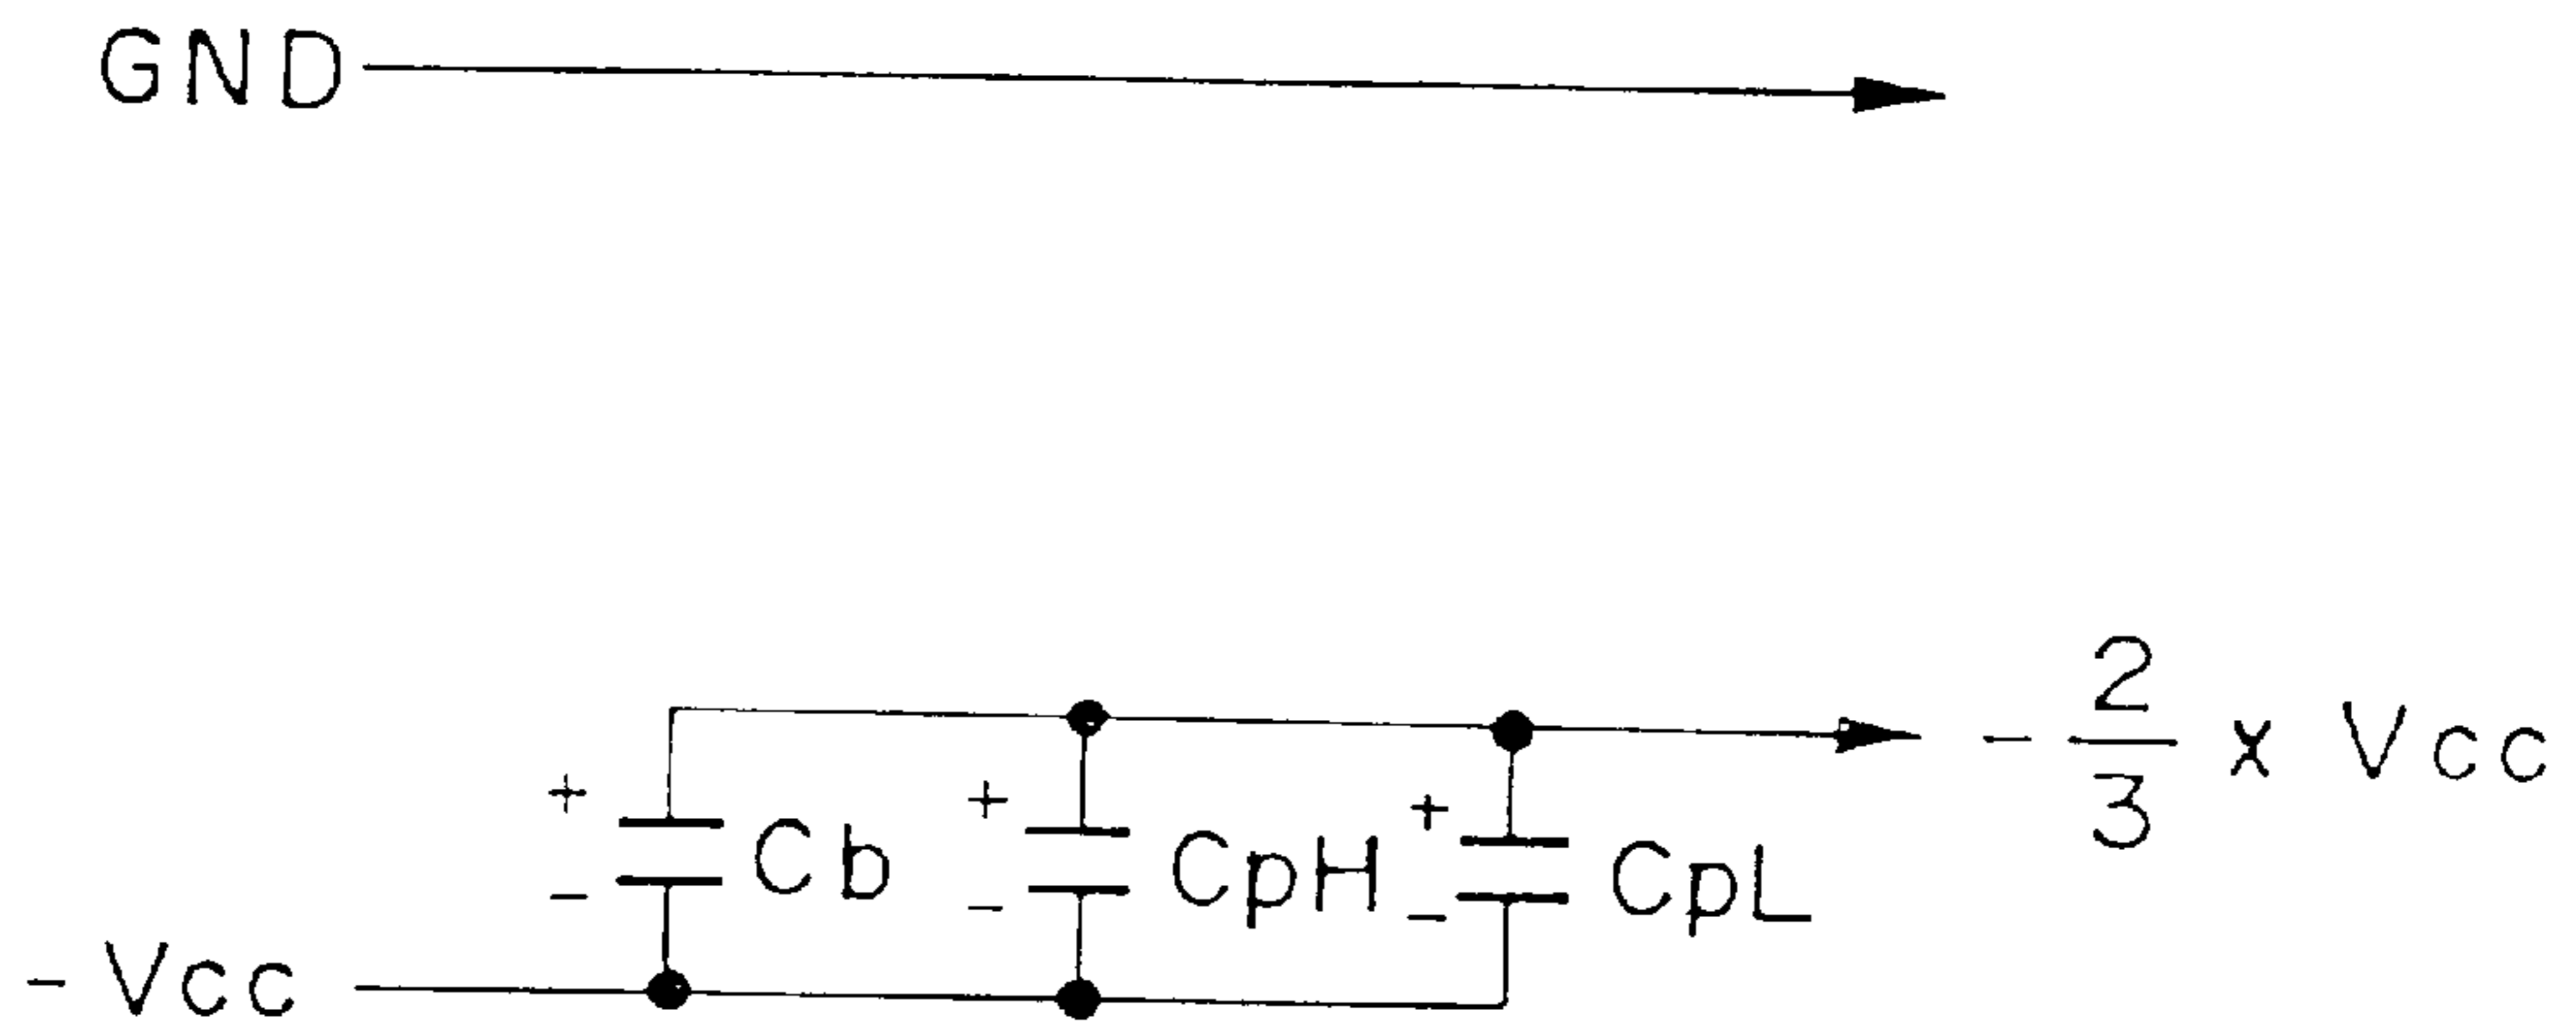 GND
- 2/3 x Vcc
+ + +
Cb CpH CpL
- - -
-Vcc